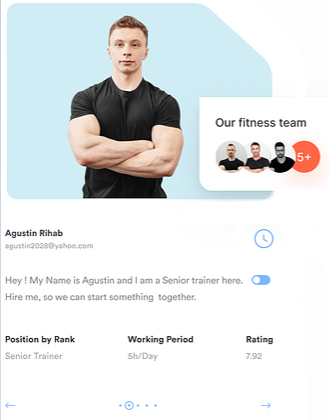 Our fitness team
5+
Agustin Rihab
agustin2028@yahoo.com
Hey ! My Name is Agustin and I am a Senior trainer here.
Hire me, so we can start something together.
Position by Rank
Working Period
Rating
Senior Trainer
5h/Day
7.92